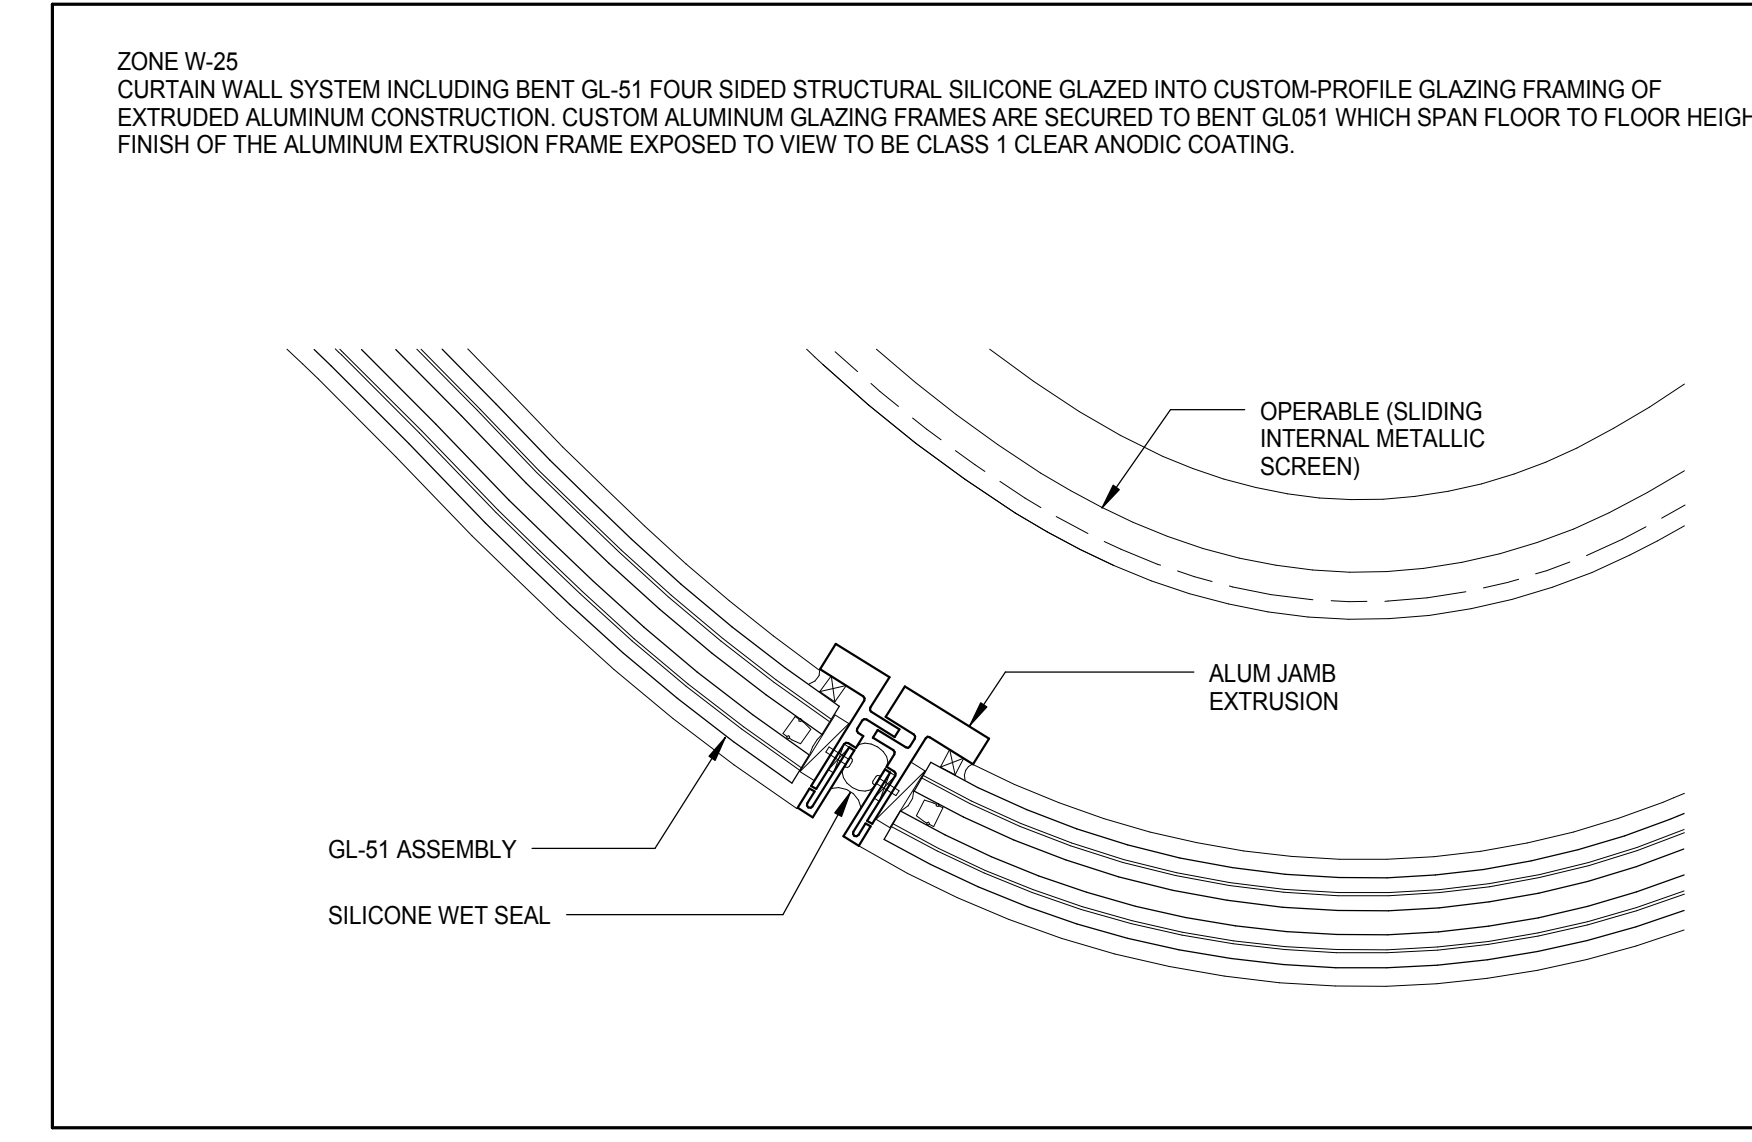 ZONE W-25
CURTAIN WALL SYSTEM INCLUDING BENT GL-51 FOUR SIDED STRUCTURAL SILICONE GLAZED INTO CUSTOM-PROFILE GLAZING FRAMING OF
EXTRUDED ALUMINUM CONSTRUCTION. CUSTOM ALUMINUM GLAZING FRAMES ARE SECURED TO BENT GL051 WHICH SPAN FLOOR TO FLOOR HEIGH
FINISH OF THE ALUMINUM EXTRUSION FRAME EXPOSED TO VIEW TO BE CLASS 1 CLEAR ANODIC COATING.
OPERABLE (SLIDING
INTERNAL METALLIC
SCREEN)
ALUM JAMB
EXTRUSION
GL-51 ASSEMBLY
SILICONE WET SEAL